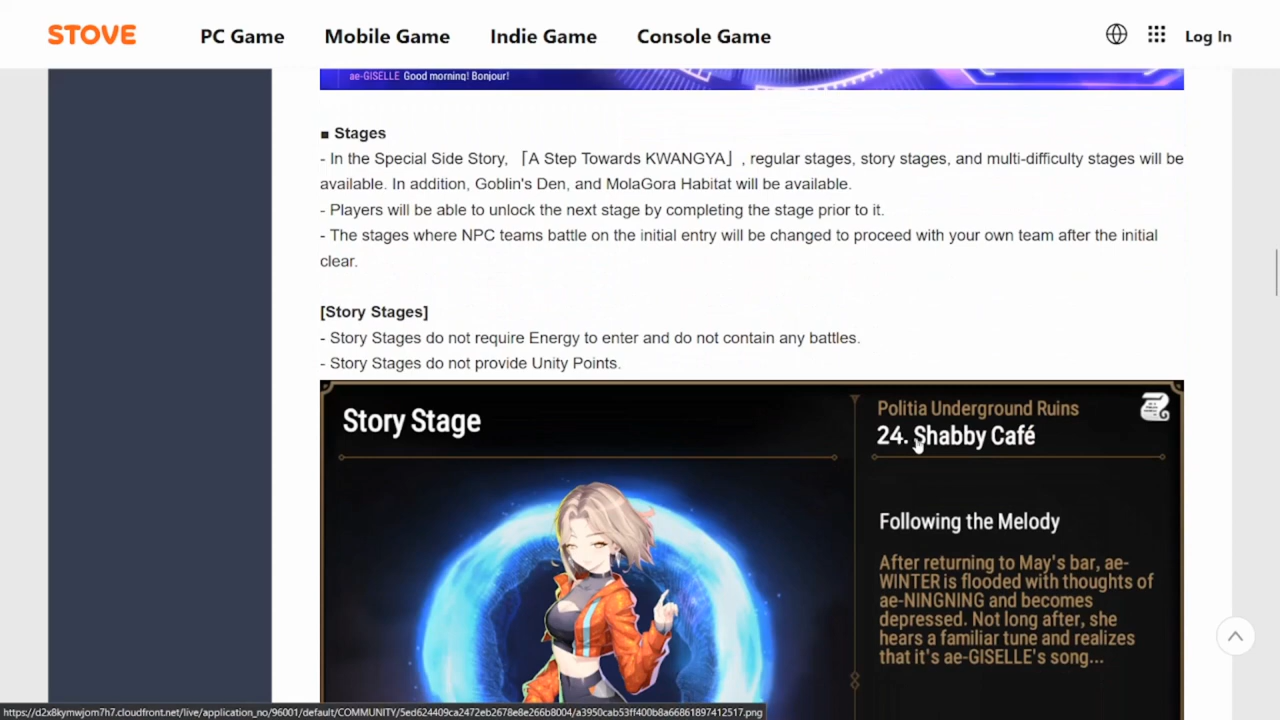 STOVE PC Game Mobile Game Indie Game Console Game Log In
ae-GISELLE Good morning! Bonjour!
■ Stages
- In the Special Side Story, 「A Step Towards KWANGYA」, regular stages, story stages, and multi-difficulty stages will be
available. In addition, Goblin's Den, and MolaGora Habitat will be available.
- Players will be able to unlock the next stage by completing the stage prior to it.
- The stages where NPC teams battle on the initial entry will be changed to proceed with your own team after the initial
clear.
[Story Stages]
- Story Stages do not require Energy to enter and do not contain any battles.
- Story Stages do not provide Unity Points.
Story Stage
Politia Underground Ruins
24. Shabby Café
Following the Melody
After returning to May's bar, ae-
WINTER is flooded with thoughts of
ae-NINGNING and becomes
depressed. Not long after, she
hears a familiar tune and realizes
that it's ae-GISELLE's song...
https://d2x8kymwjom7h7.cloudfront.net/live/application_no/96001/default/COMMUNITY/5ed624409ca2472eb2678e8e266b8004/a3950cab53ff400b8a66861897412517.png